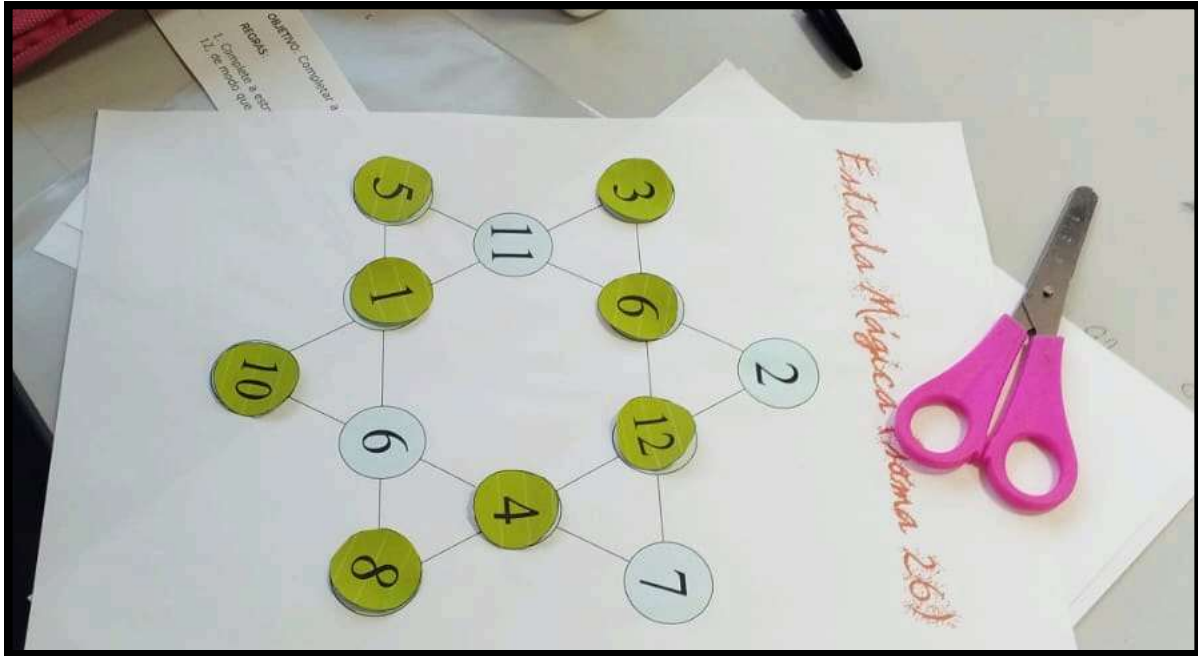 OBJETIVO: Completar a
REGRAS:
1. Complete a
12, de modo que
Estrela Mágica (soma 26)
2
3 6 12 7
11 4
5 1 6 8
10